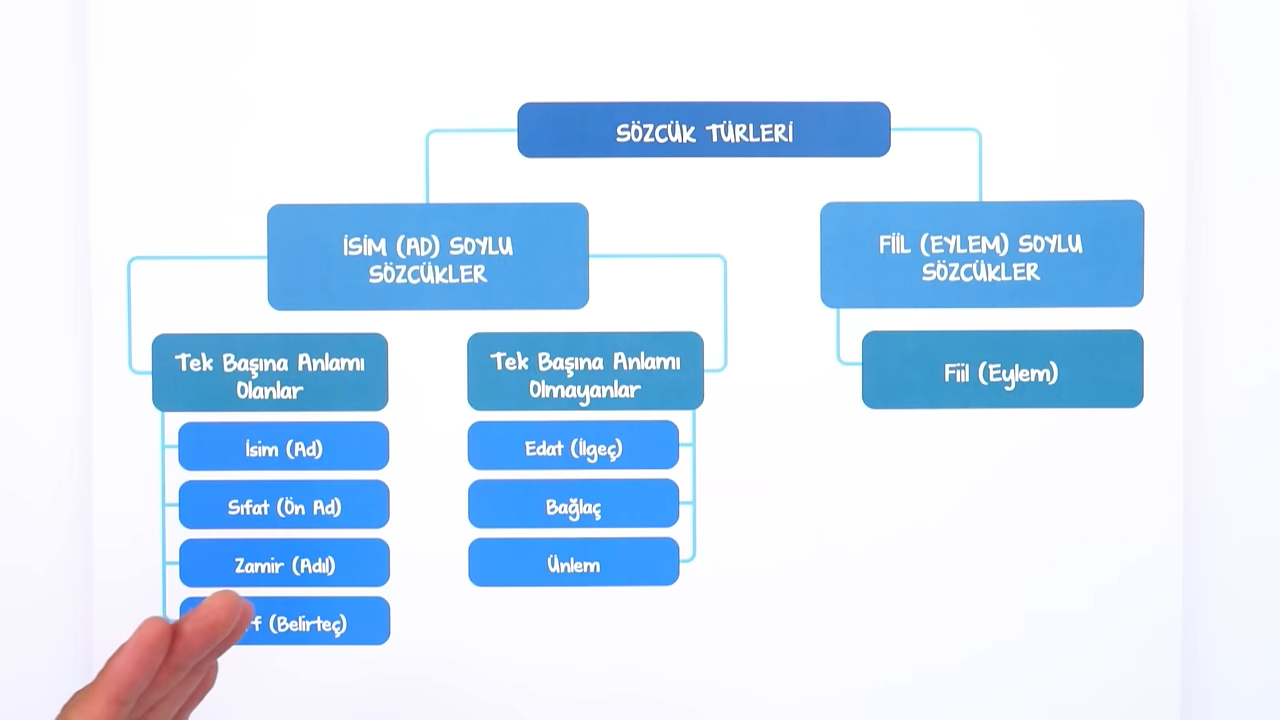 SÖZCÜK TÜRLERİ
İSİM (AD) SOYLU
SÖZCÜKLER
FİİL (EYLEM) SOYLU
SÖZCÜKLER
Tek Başına Anlamı
Olanlar
İsim (Ad)
Sıfat (Ön Ad)
Zamir (Adıl)
(Belirteç)
Tek Başına Anlamı
Olmayanlar
Edat (İlgeç)
Bağlaç
Ünlem
Fiil (Eylem)